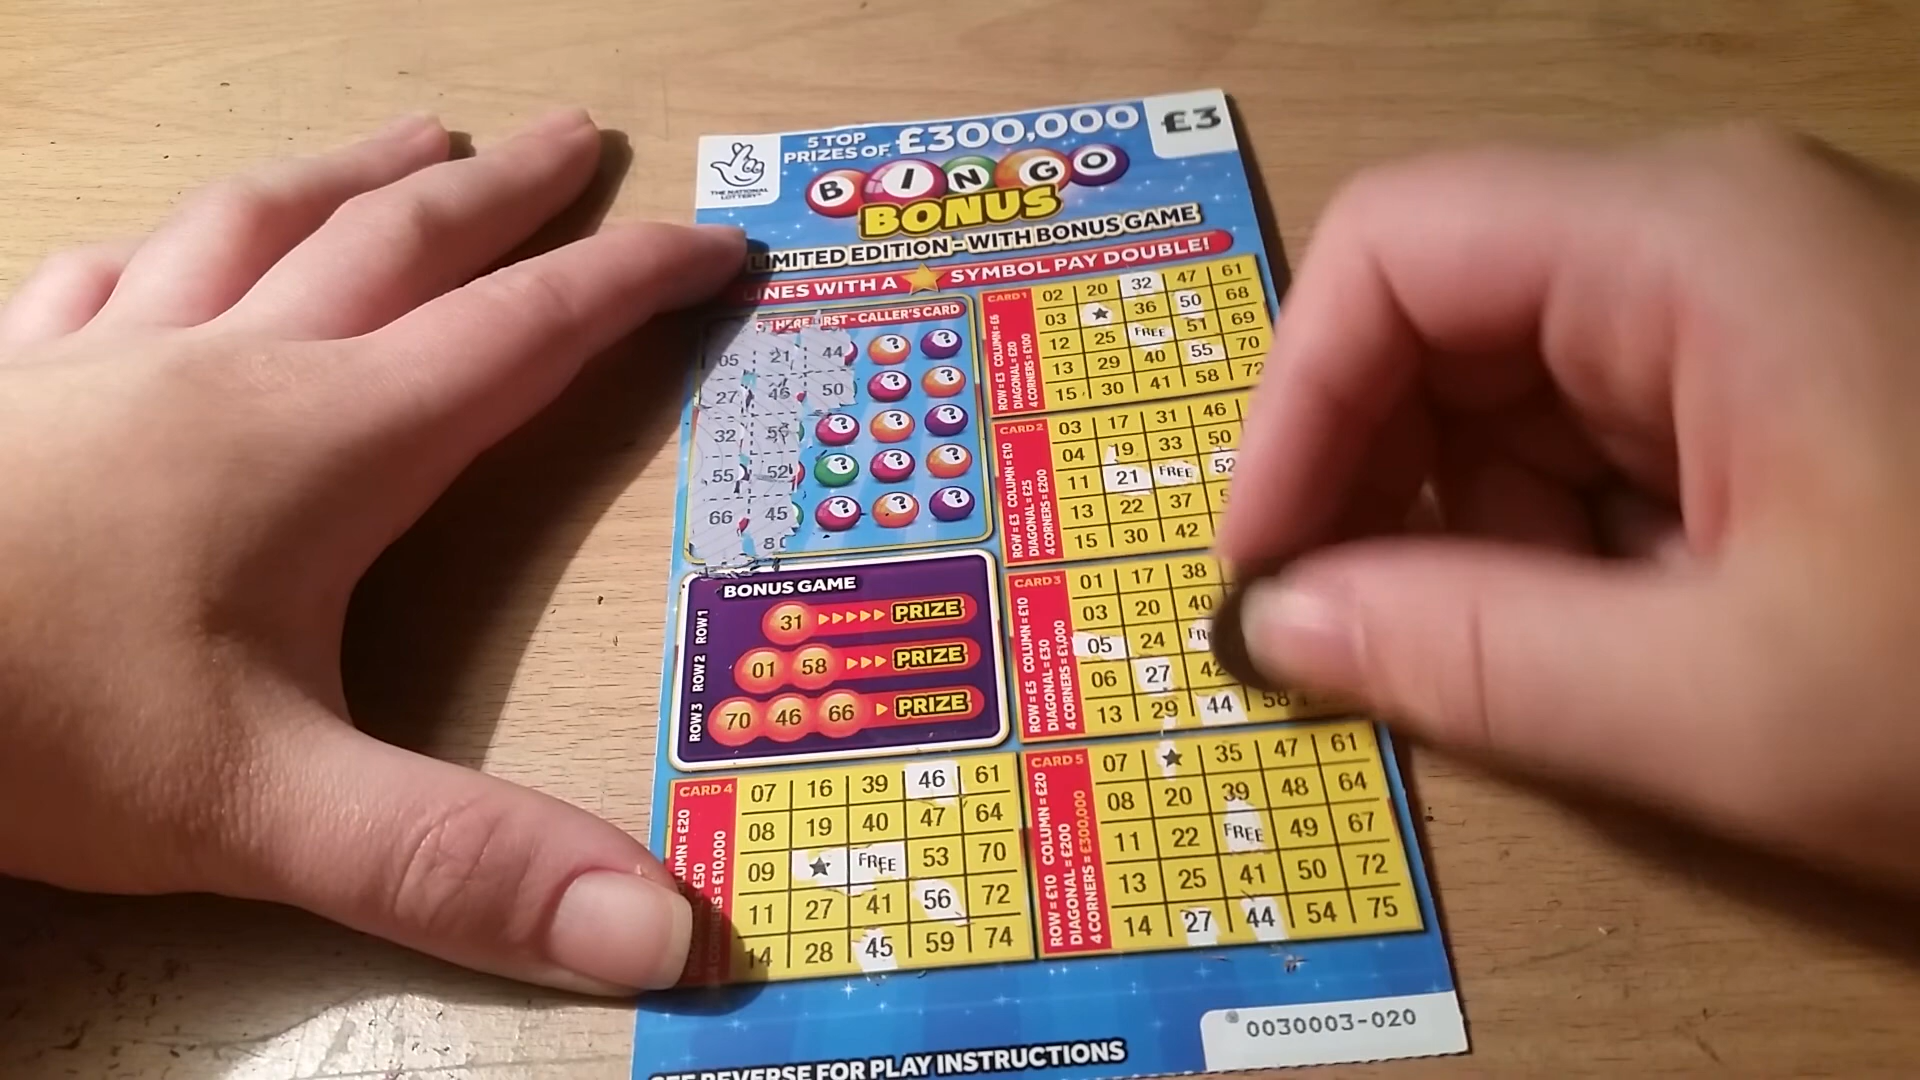 5 TOP
PRIZES OF £300,000
£3
THE NATIONAL
LOTTERY
BINGO
BONUS
LIMITED EDITION - WITH BONUS GAME
LINES WITH A SYMBOL PAY DOUBLE!
HERE FIRST - CALLER'S CARD
05 21 44 ? ?
27 46 50 ? ?
32 ? ? ?
55 52 ? ? ?
66 45 ? ? ?
CARD 1
ROW = £3 COLUMN = £6
DIAGONAL = £20
4 CORNERS = £100
02 20 32 47 61
03 36 50 68
12 25 FREE 51 69
13 29 40 55 70
15 30 41 58 72
CARD 2
ROW = £3 COLUMN = £10
DIAGONAL = £25
4 CORNERS = £200
03 17 31 46
04 19 33 50
11 21 FREE 52
13 22 37
15 30 42
BONUS GAME
ROW 1 31 PRIZE
ROW 2 01 58 PRIZE
ROW 3 70 46 66 PRIZE
CARD 3
ROW = £5 COLUMN = £10
DIAGONAL = £30
4 CORNERS = £1,000
01 17 38
03 20 40
05 24
06 27 42
13 29 44 58
CARD 4
= £20
= £50
= £10,000
07 16 39 46 61
08 19 40 47 64
09 FREE 53 70
11 27 41 56 72
14 28 45 59 74
CARD 5
ROW = £10 COLUMN = £20
DIAGONAL = £200
4 CORNERS = £300,000
07 35 47 61
08 20 39 48 64
11 22 FREE 49 67
13 25 41 50 72
14 27 44 54 75
0030003-020
SEE REVERSE FOR PLAY INSTRUCTIONS